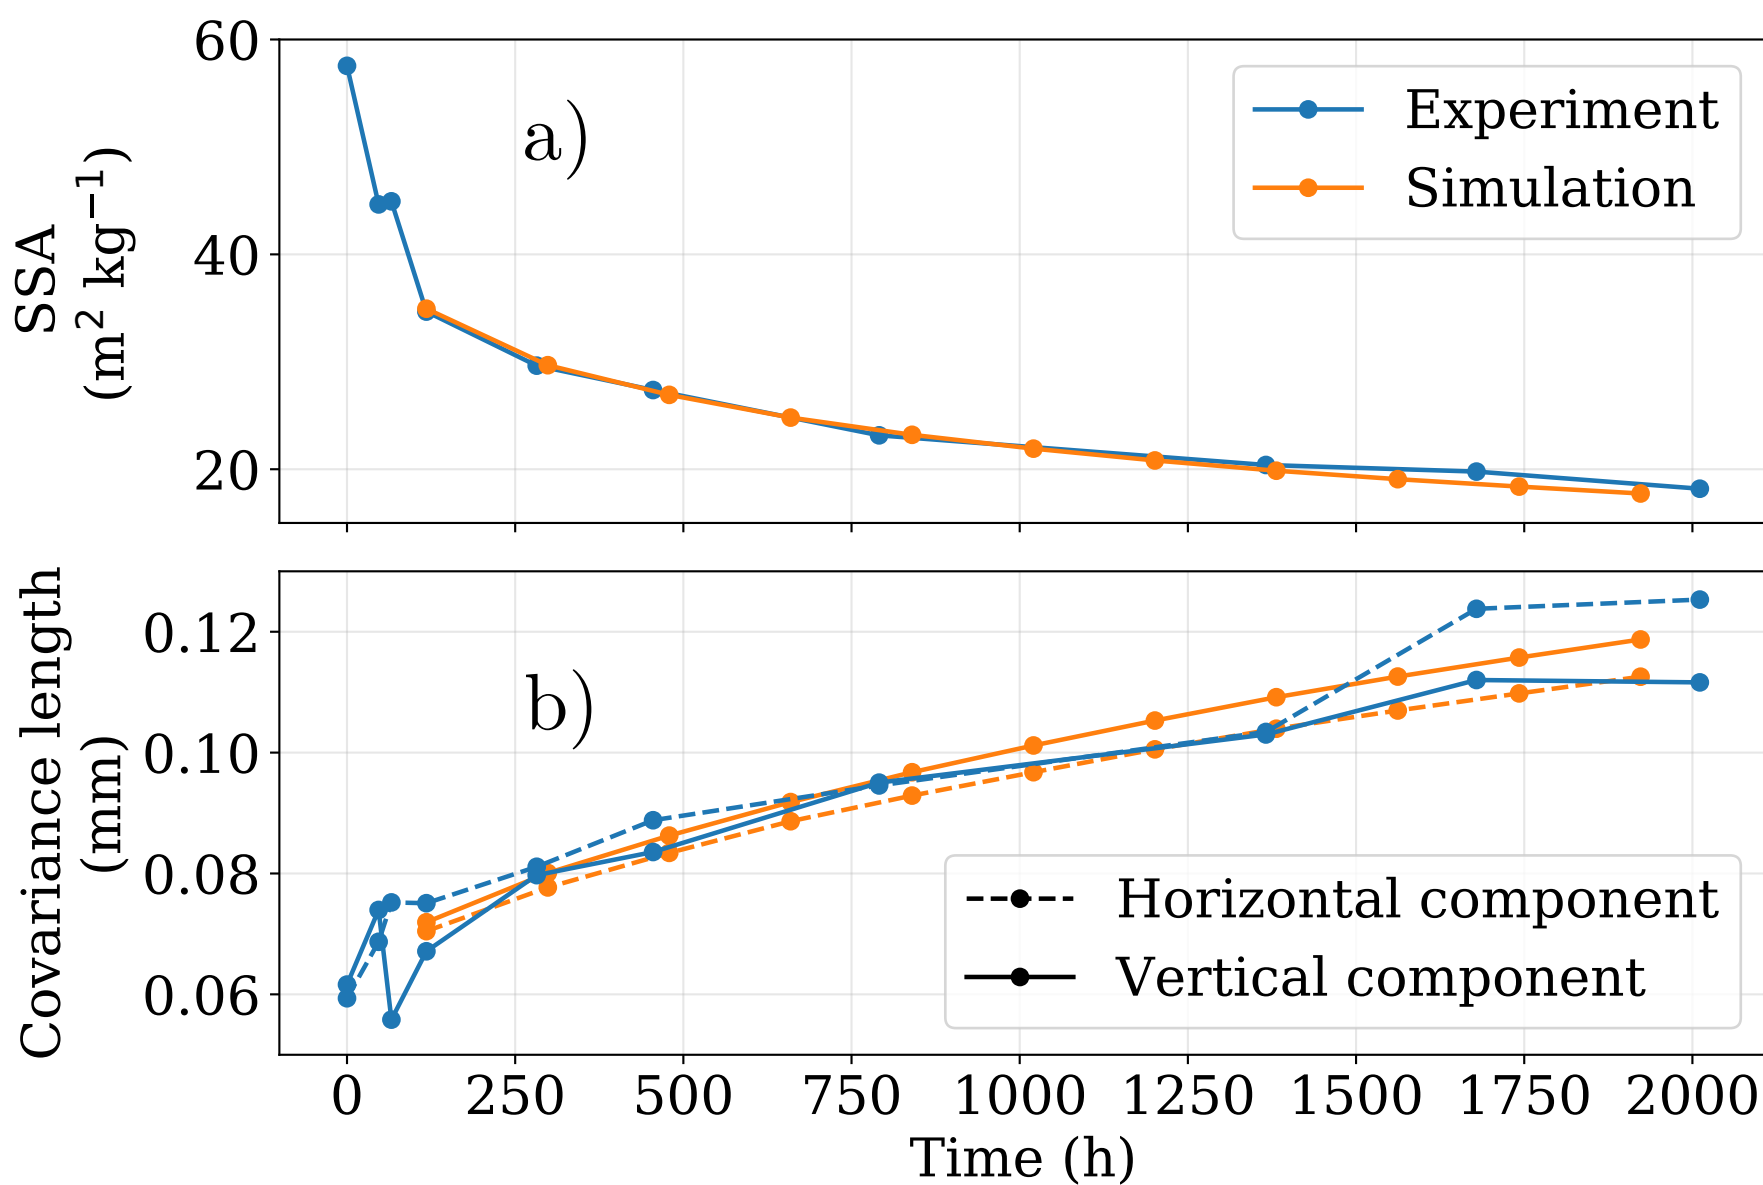 60
40
20
SSA
(m² kg⁻¹)
a)
Experiment
Simulation
0.12
0.10
0.08
0.06
Covariance length
(mm)
b)
Horizontal component
Vertical component
0 250 500 750 1000 1250 1500 1750 2000
Time (h)